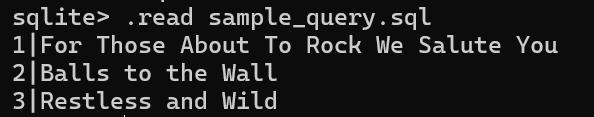 sqlite> .read sample_query.sql
1|For Those About To Rock We Salute You
2|Balls to the Wall
3|Restless and Wild